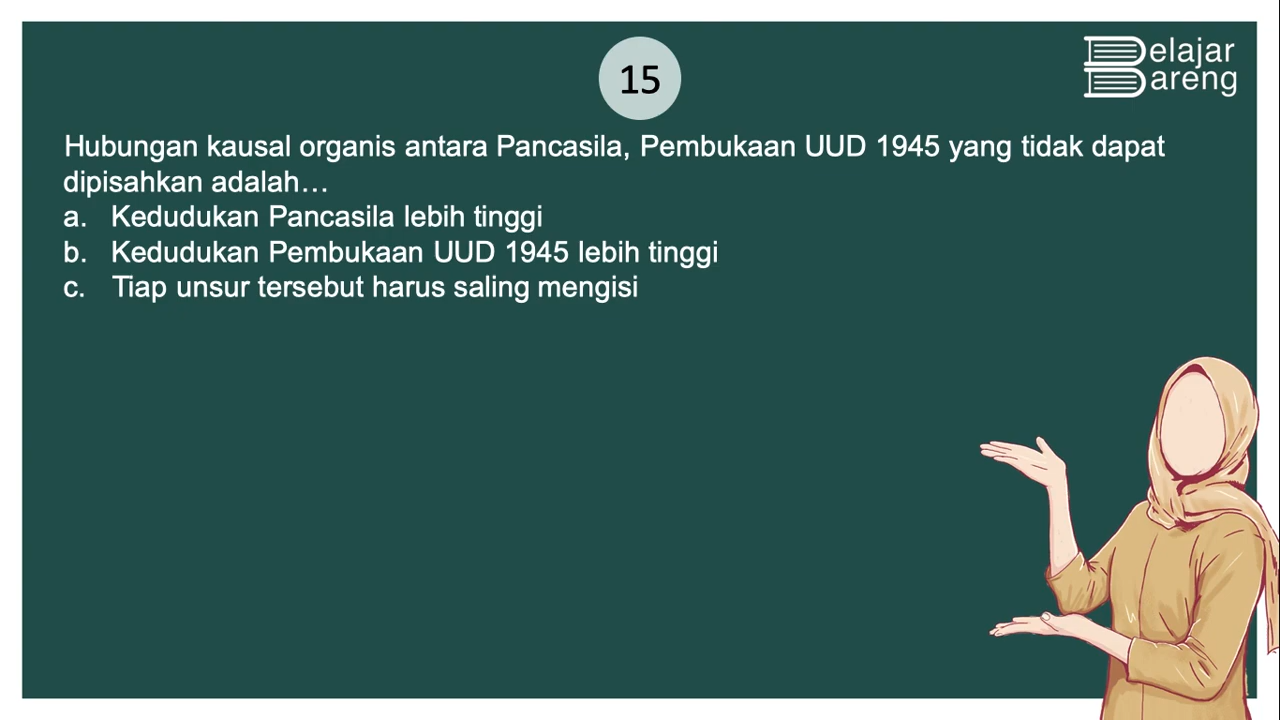 15
Belajar
Bareng
Hubungan kausal organis antara Pancasila, Pembukaan UUD 1945 yang tidak dapat
dipisahkan adalah…
a. Kedudukan Pancasila lebih tinggi
b. Kedudukan Pembukaan UUD 1945 lebih tinggi
c. Tiap unsur tersebut harus saling mengisi